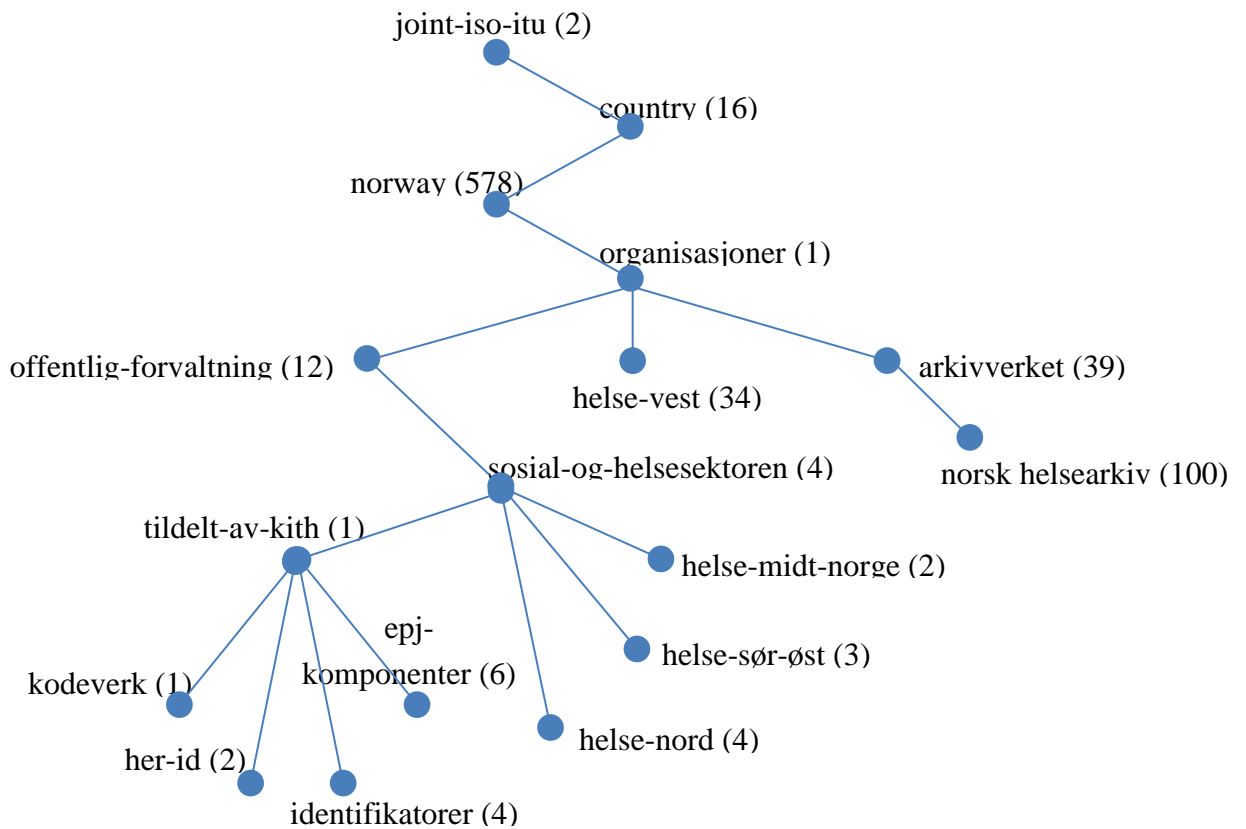 joint-iso-itu (2)
country (16)
norway (578)
organisasjoner (1)
offentlig-forvaltning (12)
arkivverket (39)
helse-vest (34)
sosial-og-helsesektoren (4)
norsk helsearkiv (100)
tildelt-av-kith (1)
helse-midt-norge (2)
epj-
komponenter (6)
helse-sør-øst (3)
kodeverk (1)
helse-nord (4)
her-id (2)
identifikatorer (4)